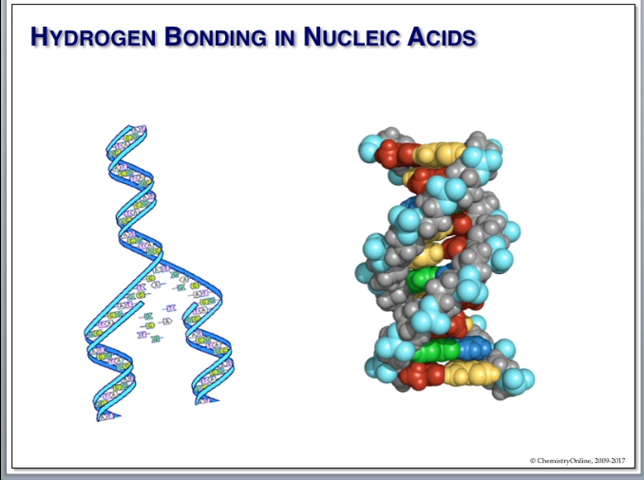 HYDROGEN BONDING IN NUCLEIC ACIDS
© ChemistryOnline, 2009-2017